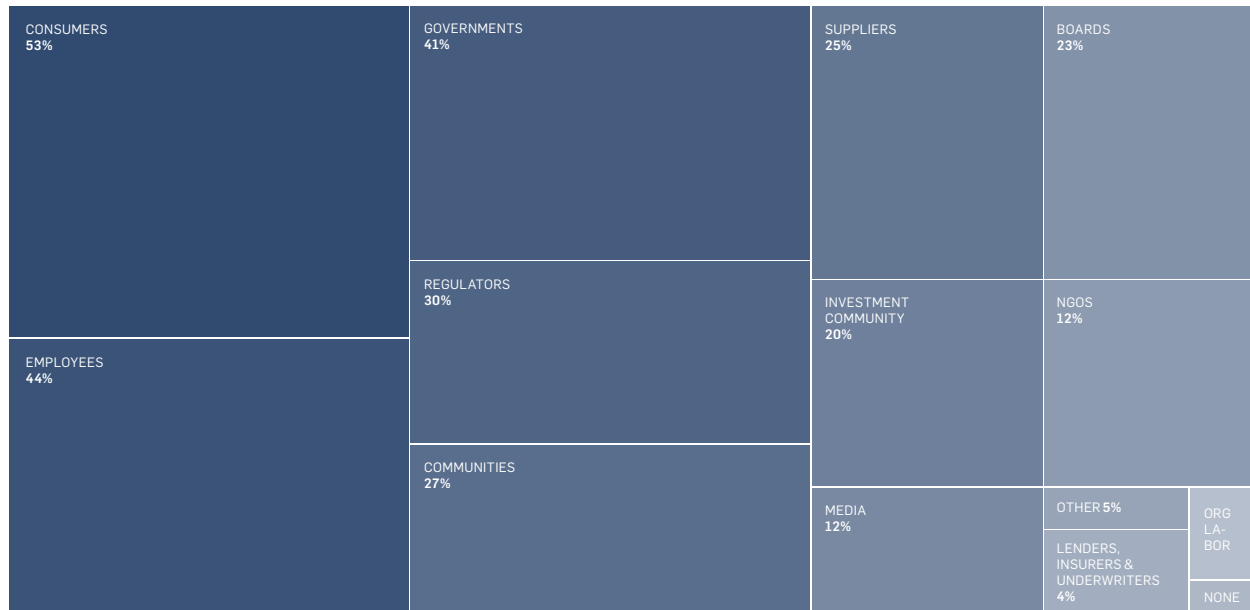 CONSUMERS
53%
EMPLOYEES
44%
GOVERNMENTS
41%
REGULATORS
30%
COMMUNITIES
27%
SUPPLIERS
25%
INVESTMENT
COMMUNITY
20%
MEDIA
12%
BOARDS
23%
NGOS
12%
OTHER 5%
LENDERS,
INSURERS &
UNDERWRITERS
4%
ORG
LA-
BOR
NONE